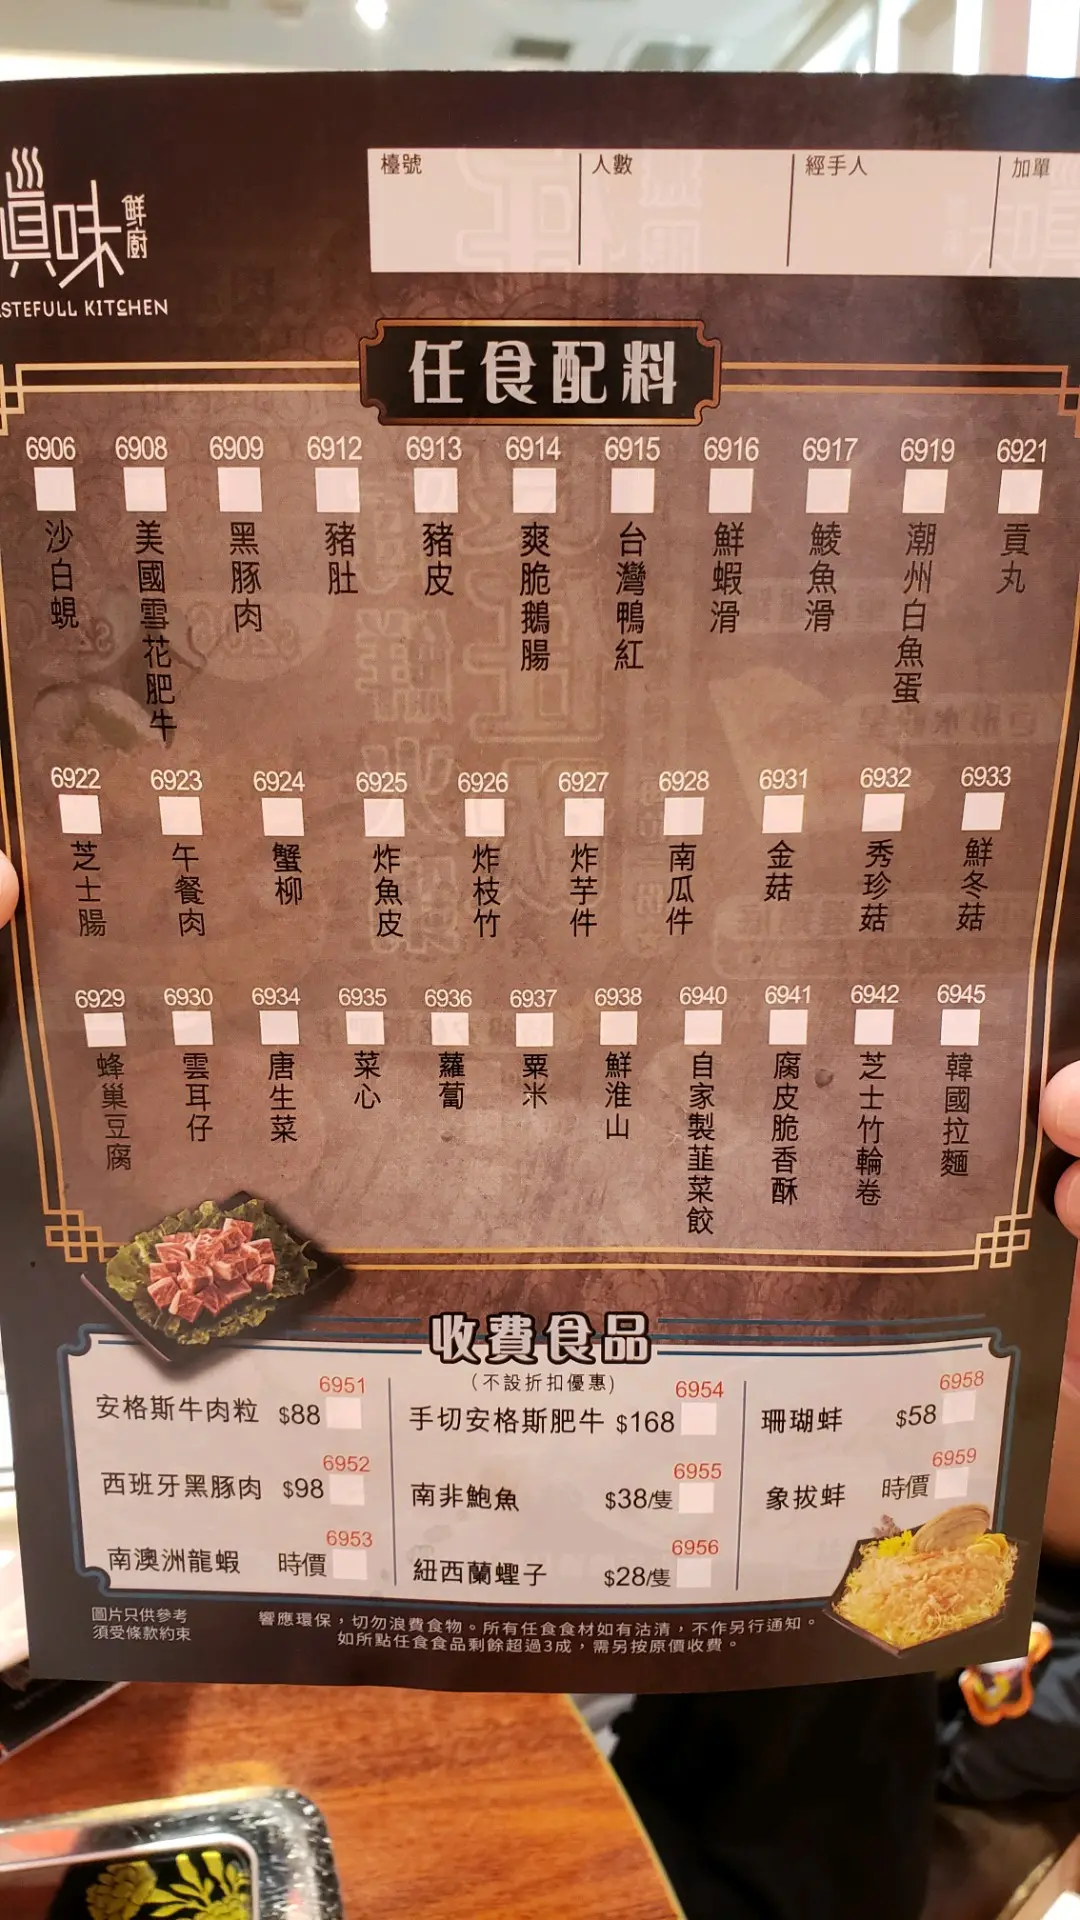 眞味
鮮廚
ASTEFULL KITCHEN
檯號
人數
經手人
加單
任食配料
6906 沙白蜆
6908 美國雪花肥牛
6909 黑豚肉
6912 豬肚
6913 豬皮
6914 爽脆鵝腸
6915 台灣鴨紅
6916 鮮蝦滑
6917 鯪魚滑
6919 潮州白魚蛋
6921 貢丸
6922 芝士腸
6923 午餐肉
6924 蟹柳
6925 炸魚皮
6926 炸枝竹
6927 炸芋件
6928 南瓜件
6931 金菇
6932 秀珍菇
6933 鮮冬菇
6929 蜂巢豆腐
6930 雲耳仔
6934 唐生菜
6935 菜心
6936 蘿蔔
6937 粟米
6938 鮮淮山
6940 自家製韮菜餃
6941 腐皮脆香酥
6942 芝士竹輪卷
6945 韓國拉麵
收費食品
(不設折扣優惠)
安格斯牛肉粒 $88 6951
西班牙黑豚肉 $98 6952
南澳洲龍蝦 時價 6953
手切安格斯肥牛 $168 6954
南非鮑魚 $38/隻 6955
紐西蘭蟶子 $28/隻 6956
珊瑚蚌 $58 6958
象拔蚌 時價 6959
圖片只供參考
須受條款約束
響應環保，切勿浪費食物。所有任食食材如有沽清，不作另行通知。
如所點任食食品剩餘超過3成，需另按原價收費。